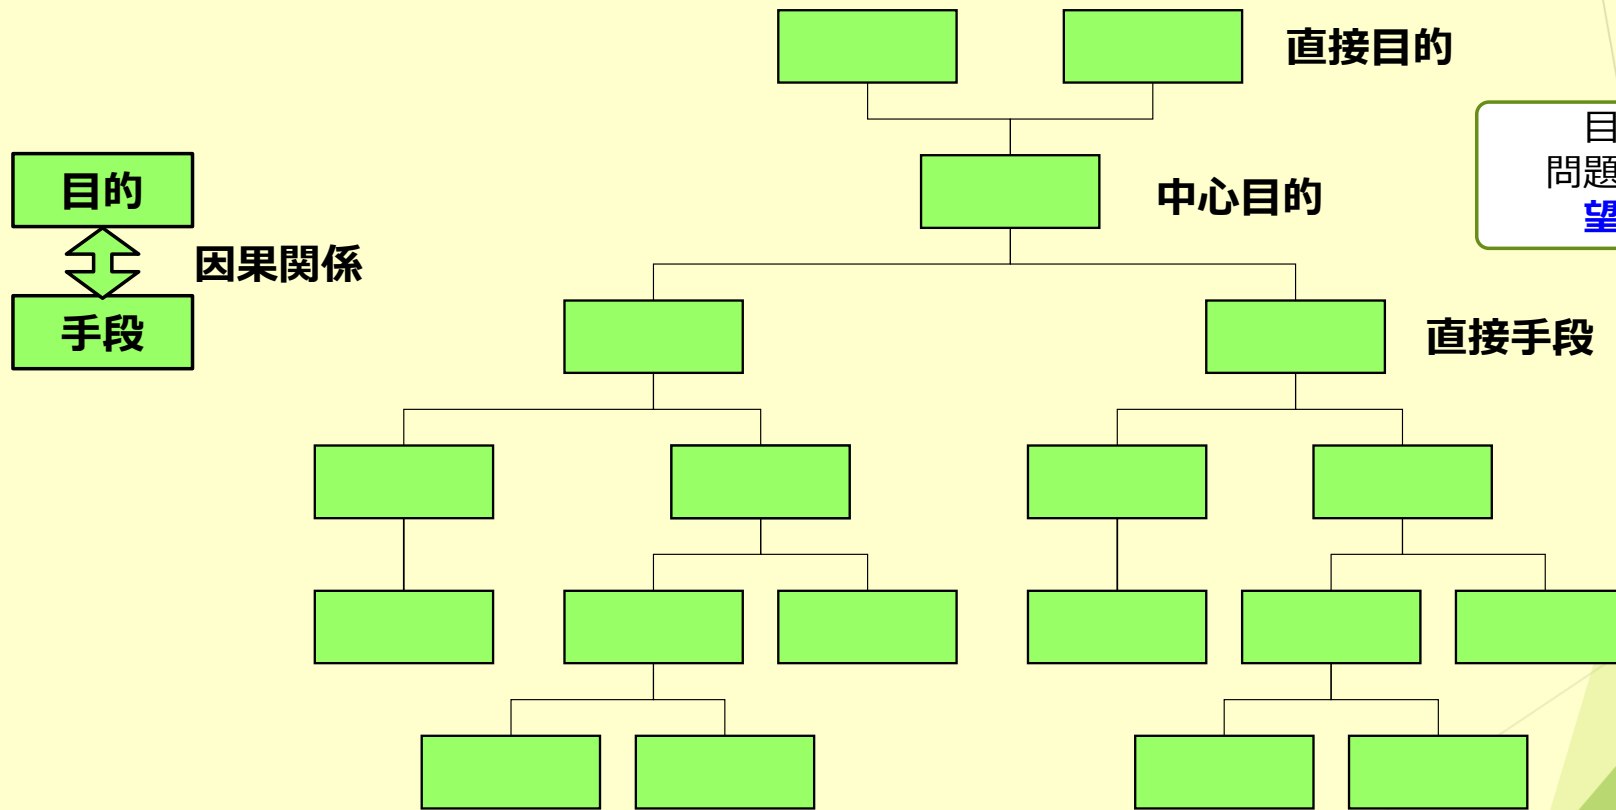 直接目的
目
問題
望
中心目的
目的
因果関係
手段
直接手段